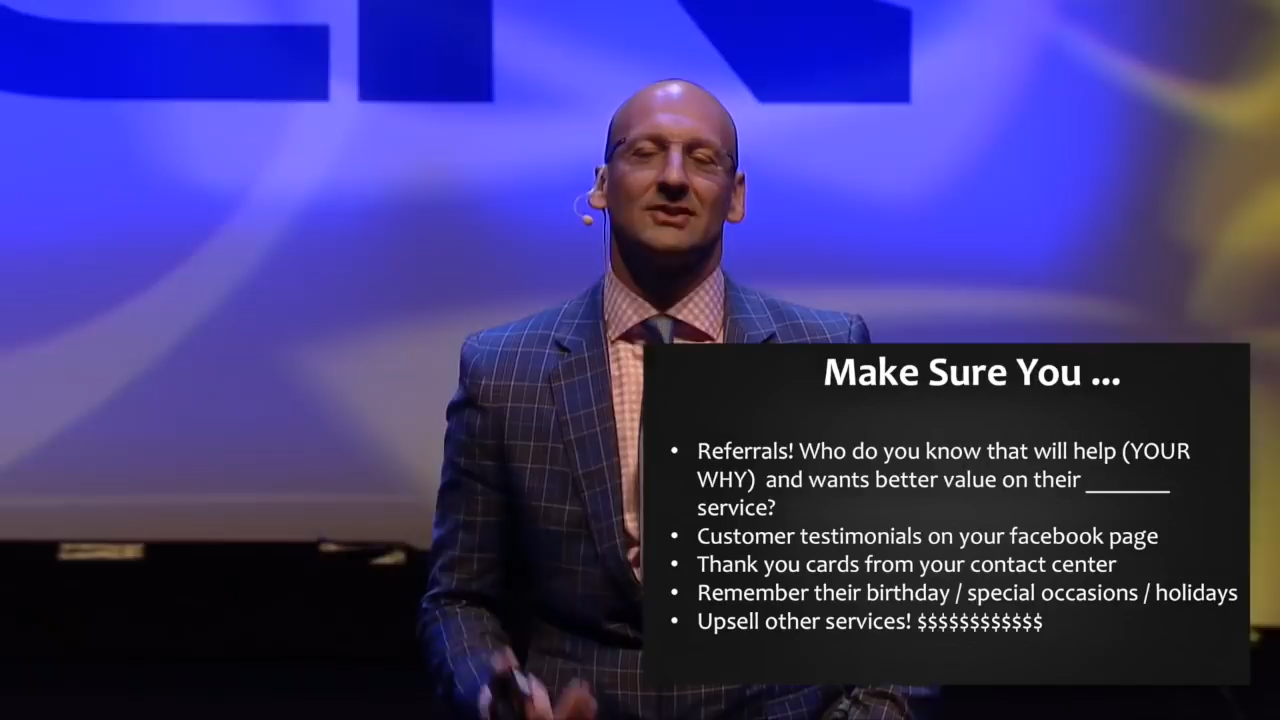 Make Sure You ...
• Referrals! Who do you know that will help (YOUR
WHY) and wants better value on their ________
service?
• Customer testimonials on your facebook page
• Thank you cards from your contact center
• Remember their birthday / special occasions / holidays
• Upsell other services! $$$$$$$$$$$$